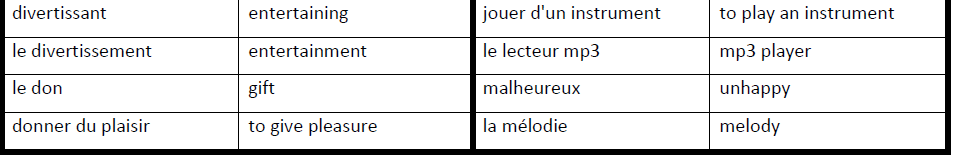 divertissant entertaining jouer d'un instrument to play an instrument
le divertissement entertainment le lecteur mp3 mp3 player
le don gift malheureux unhappy
donner du plaisir to give pleasure la mélodie melody